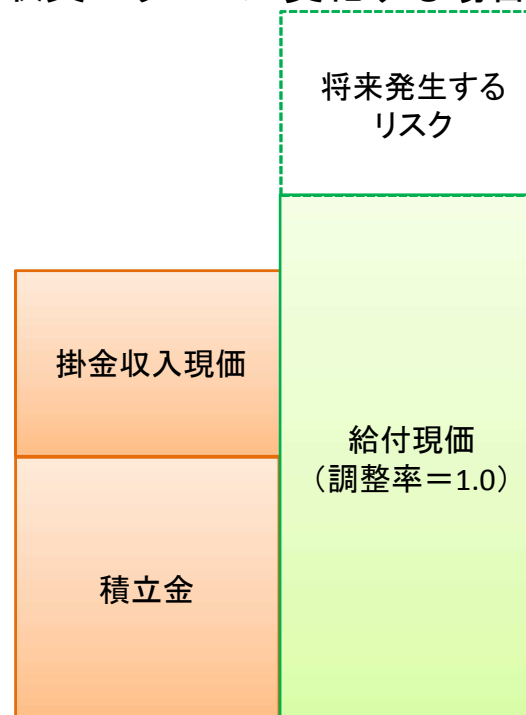 将来発生する
リスク
掛金収入現価
給付現価
（調整率＝1.0）
積立金